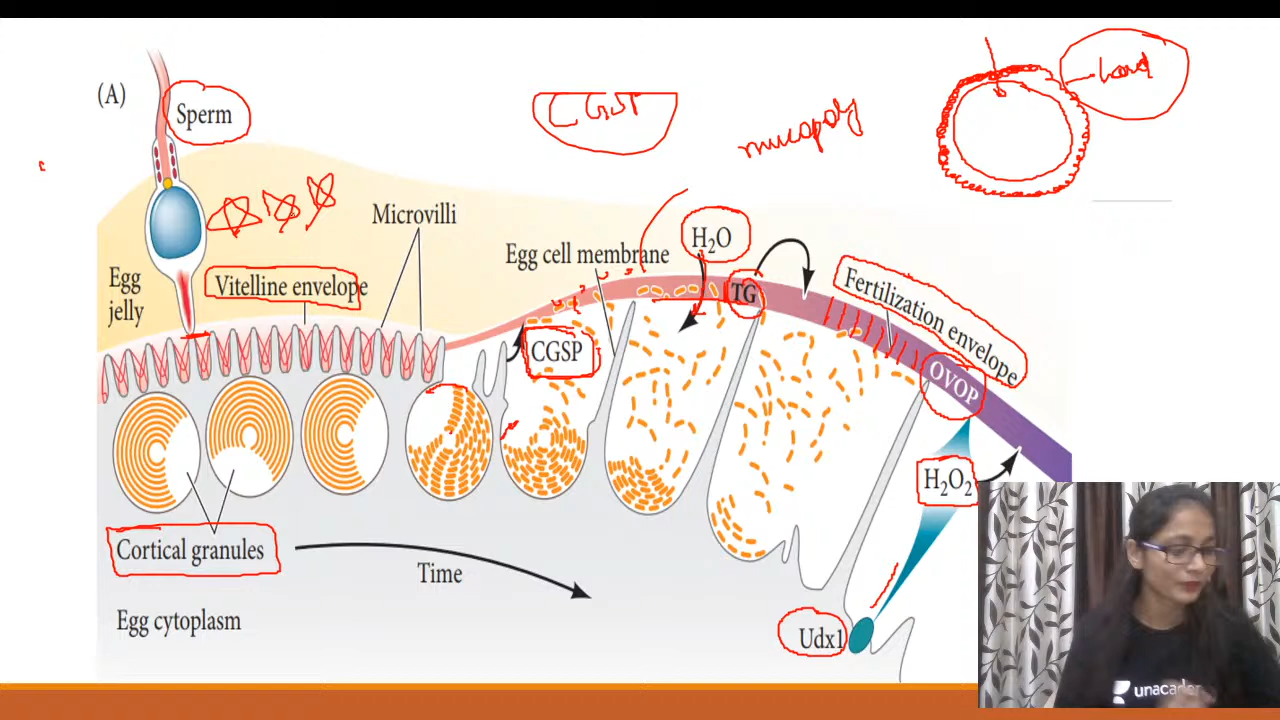 (A)
Sperm
CGSP
mucopoly
hard
Microvilli
Egg cell membrane
H₂O
TG
Egg
jelly
Vitelline envelope
Fertilization envelope
CGSP
OVOP
H₂O₂
Cortical granules
Time
Egg cytoplasm
Udx1